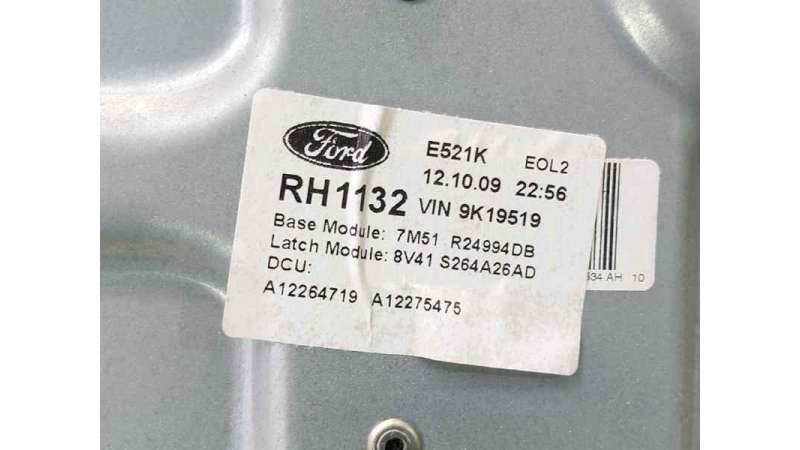 Ford
E521K EOL2
12.10.09 22:56
RH1132 VIN 9K19519
Base Module: 7M51 R24994DB
Latch Module: 8V41 S264A26AD
DCU:
A12264719 A12275475
AH 10